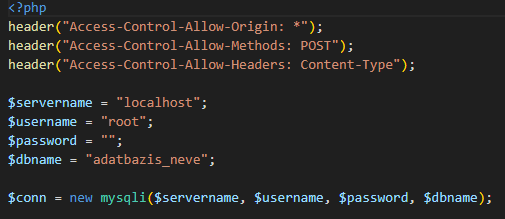 <?php
header("Access-Control-Allow-Origin: *");
header("Access-Control-Allow-Methods: POST");
header("Access-Control-Allow-Headers: Content-Type");

$servername = "localhost";
$username = "root";
$password = "";
$dbname = "adatbazis_neve";

$conn = new mysqli($servername, $username, $password, $dbname);